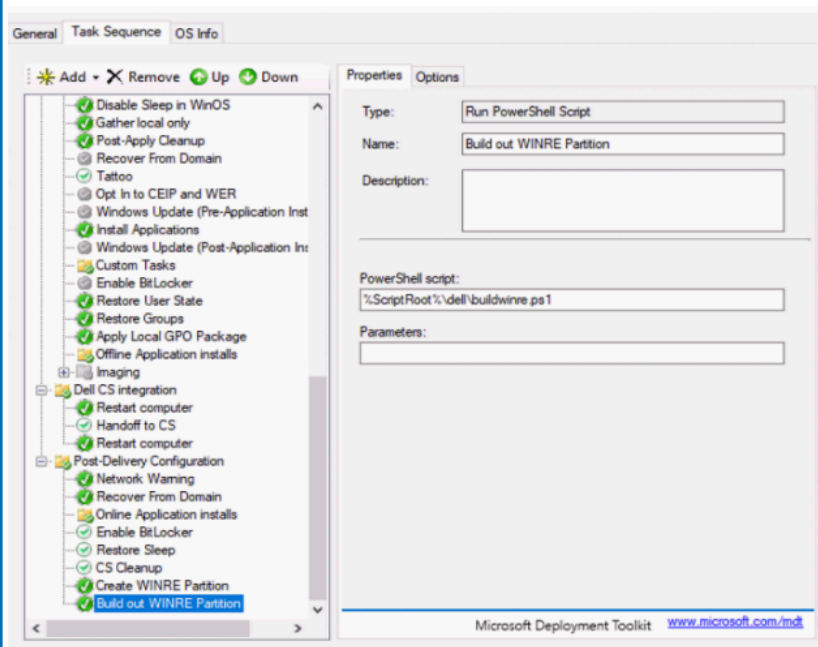 General Task Sequence OS Info
Add Remove Up Down
Disable Sleep in WinOS
Gather local only
Post-Apply Cleanup
Recover From Domain
Tattoo
Opt In to CEIP and WER
Windows Update (Pre-Application Inst
Install Applications
Windows Update (Post-Application Ins
Custom Tasks
Enable BitLocker
Restore User State
Restore Groups
Apply Local GPO Package
Offline Application installs
Imaging
Dell CS integration
Restart computer
Handoff to CS
Restart computer
Post-Delivery Configuration
Network Warning
Recover From Domain
Online Application installs
Enable BitLocker
Restore Sleep
CS Cleanup
Create WINRE Partition
Build out WINRE Partition
Properties Options
Type: Run PowerShell Script
Name: Build out WINRE Partition
Description:
PowerShell script:
%ScriptRoot%\dell\buildwinre.ps1
Parameters:
Microsoft Deployment Toolkit www.microsoft.com/mdt